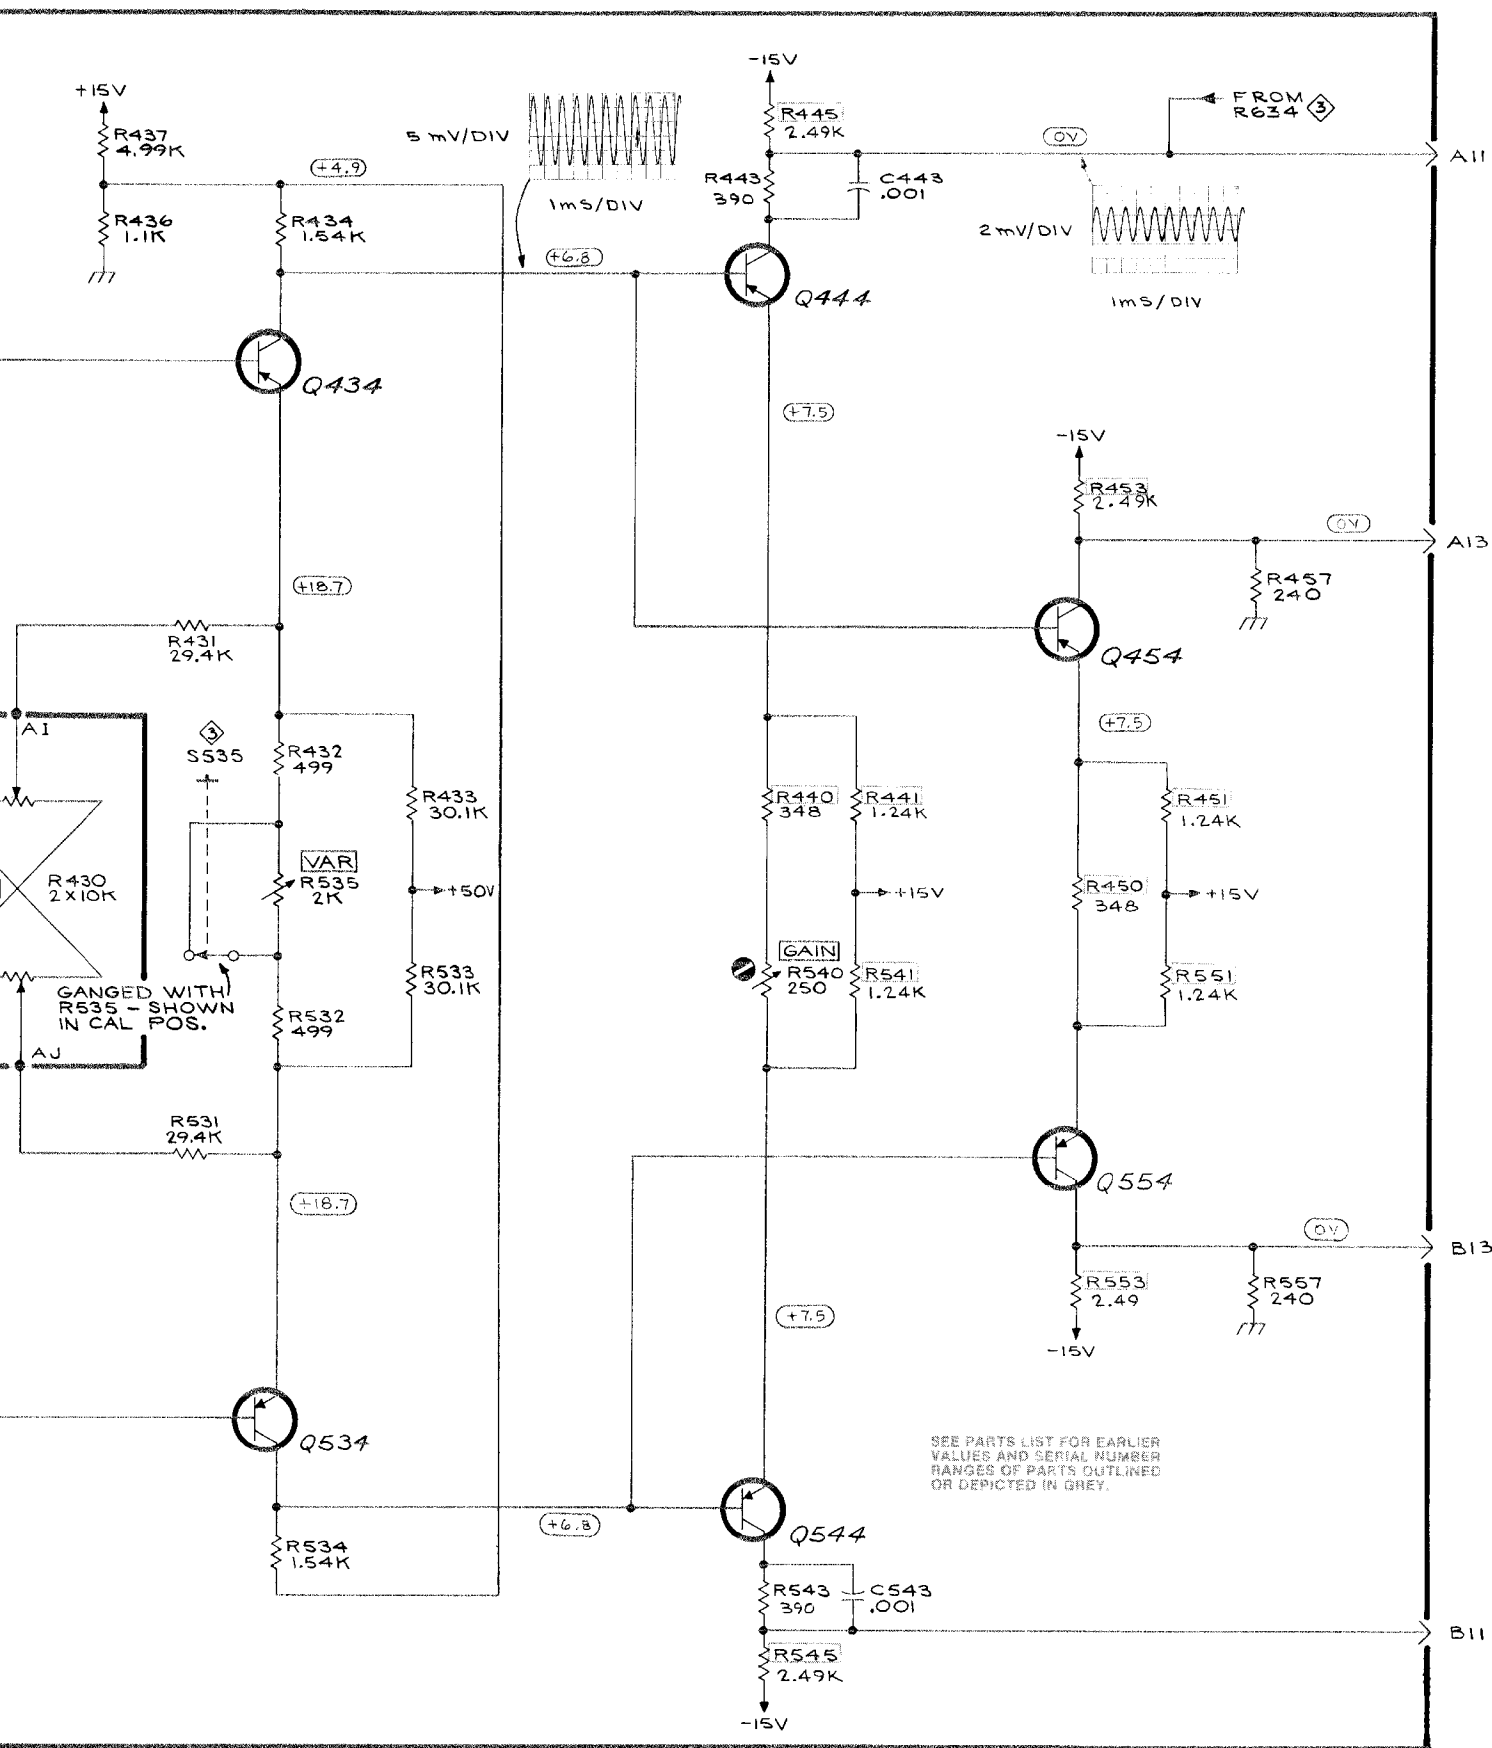 -15V
+15V
R437
4.99K
5 mV/DIV
R445
2.49K
FROM
R634 3
0V
A11
+4.9
R436
1.1K
R434
1.54K
1mS/DIV
R443
390
C443
.001
2mV/DIV
+6.8
Q444
1mS/DIV
Q434
+7.5
-15V
R453
2.49K
0V
A13
+18.7
R457
240
R431
29.4K
Q454
AI
3
S535
R432
499
+7.5
R433
30.1K
R440
348
R441
1.24K
R451
1.24K
VAR
R535
2K
R430
2X10K
+50V
+15V
R450
348
+15V
GAIN
R540
250
R533
30.1K
R541
1.24K
R551
1.24K
GANGED WITH
R535 - SHOWN
IN CAL POS.
R532
499
AJ
R531
29.4K
Q554
+18.7
0V
B13
R553
2.49
R557
240
+7.5
-15V
Q534
SEE PARTS LIST FOR EARLIER
VALUES AND SERIAL NUMBER
RANGES OF PARTS OUTLINED
OR DEPICTED IN GREY.
+6.8
Q544
R534
1.54K
R543
390
C543
.001
B11
R545
2.49K
-15V